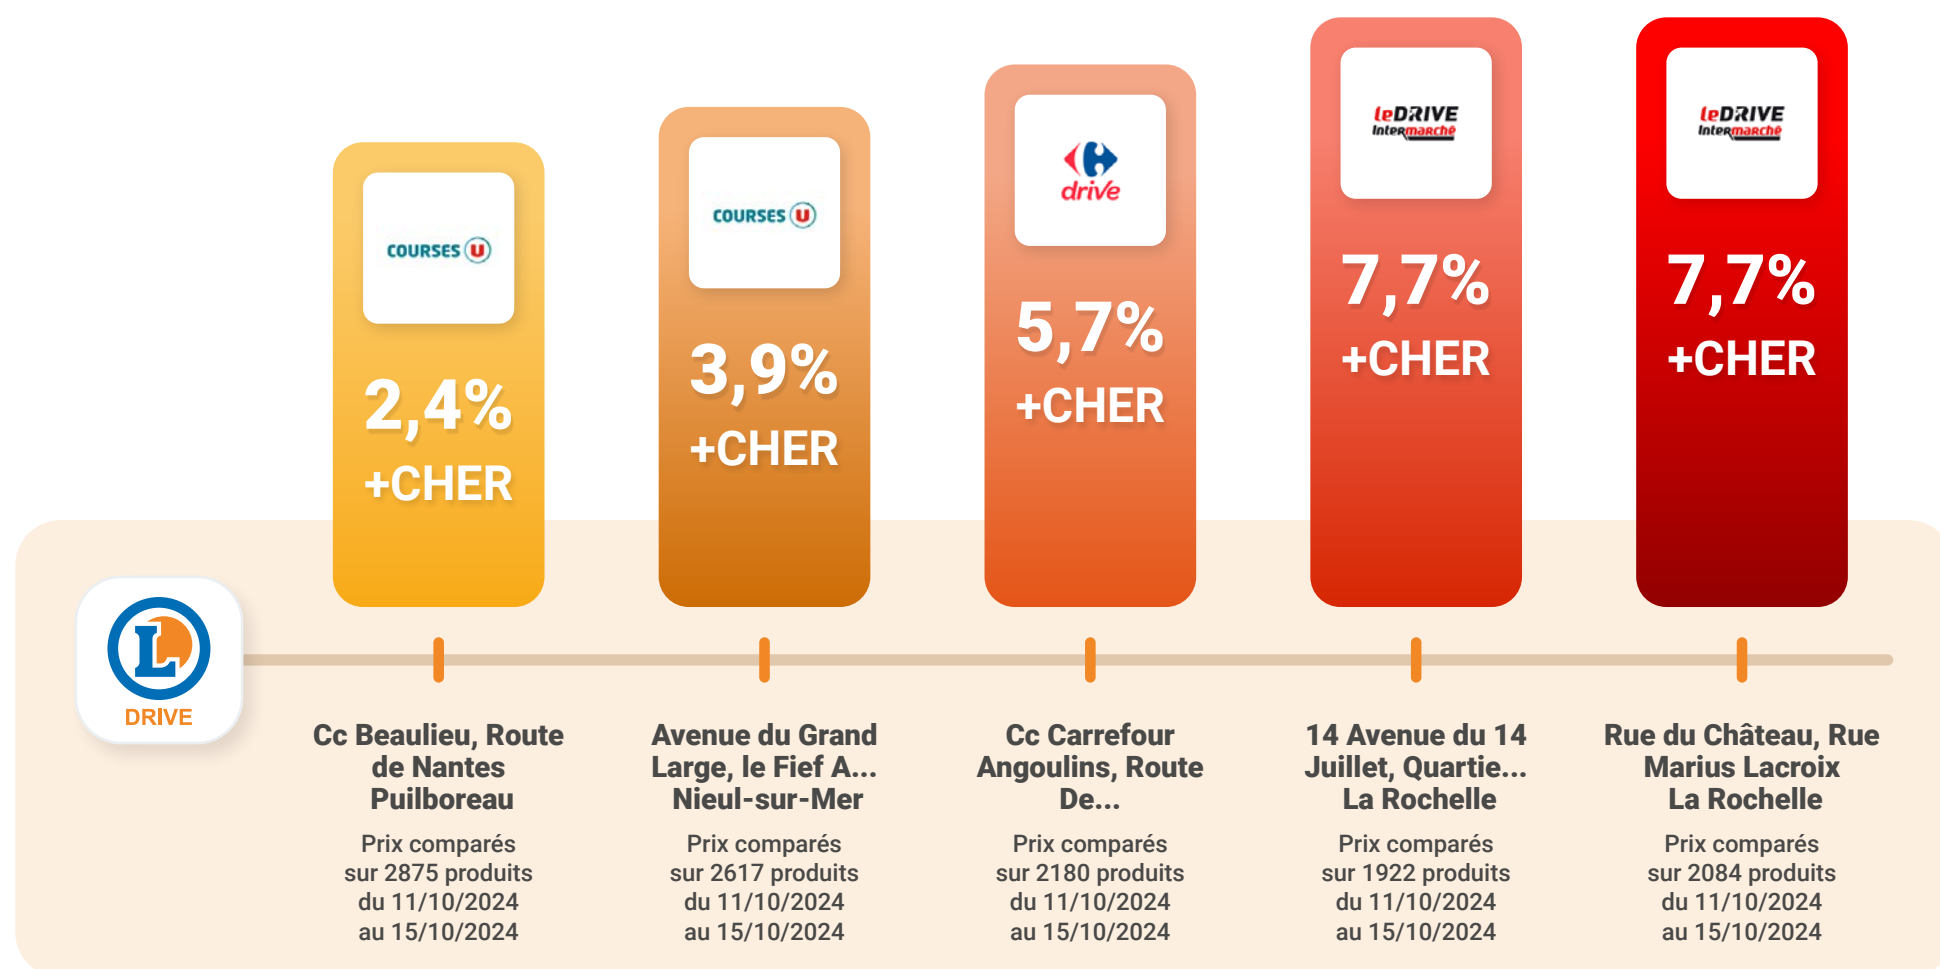 COURSES U
2,4%
+CHER
COURSES U
3,9%
+CHER
drive
5,7%
+CHER
leDRIVE
Intermarché
7,7%
+CHER
leDRIVE
Intermarché
7,7%
+CHER
L
DRIVE
Cc Beaulieu, Route
de Nantes
Puilboreau
Prix comparés
sur 2875 produits
du 11/10/2024
au 15/10/2024
Avenue du Grand
Large, le Fief A...
Nieul-sur-Mer
Prix comparés
sur 2617 produits
du 11/10/2024
au 15/10/2024
Cc Carrefour
Angoulins, Route
De...
Prix comparés
sur 2180 produits
du 11/10/2024
au 15/10/2024
14 Avenue du 14
Juillet, Quartie...
La Rochelle
Prix comparés
sur 1922 produits
du 11/10/2024
au 15/10/2024
Rue du Château, Rue
Marius Lacroix
La Rochelle
Prix comparés
sur 2084 produits
du 11/10/2024
au 15/10/2024